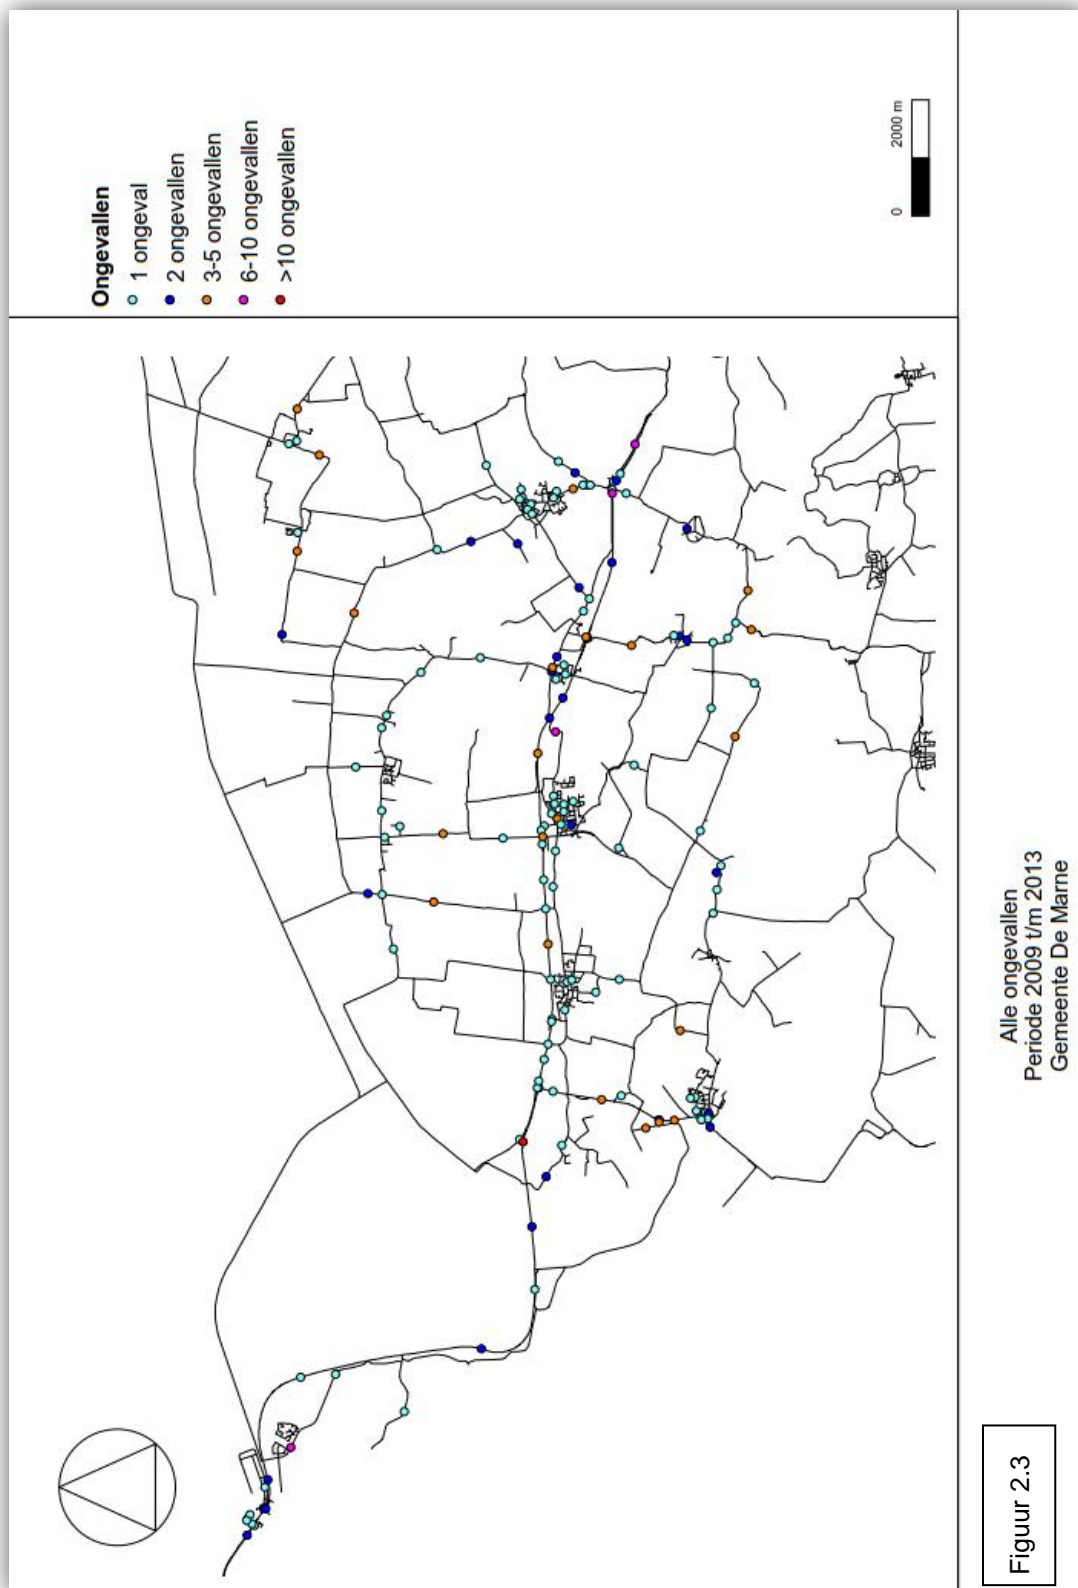 Ongevallen
1 ongeval
2 ongevallen
3-5 ongevallen
6-10 ongevallen
>10 ongevallen
0
2000 m
Alle ongevallen
Periode 2009 t/m 2013
Gemeente De Marne
Figuur 2.3